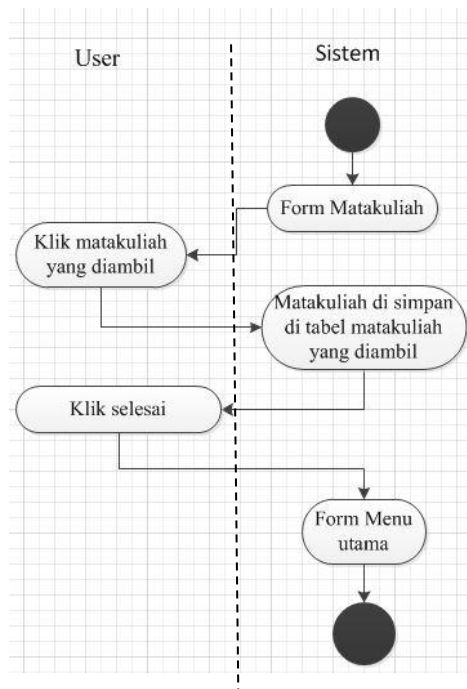 User
Sistem
Form Matakuliah
Klik matakuliah
yang diambil
Matakuliah di simpan
di tabel matakuliah
yang diambil
Klik selesai
Form Menu
utama